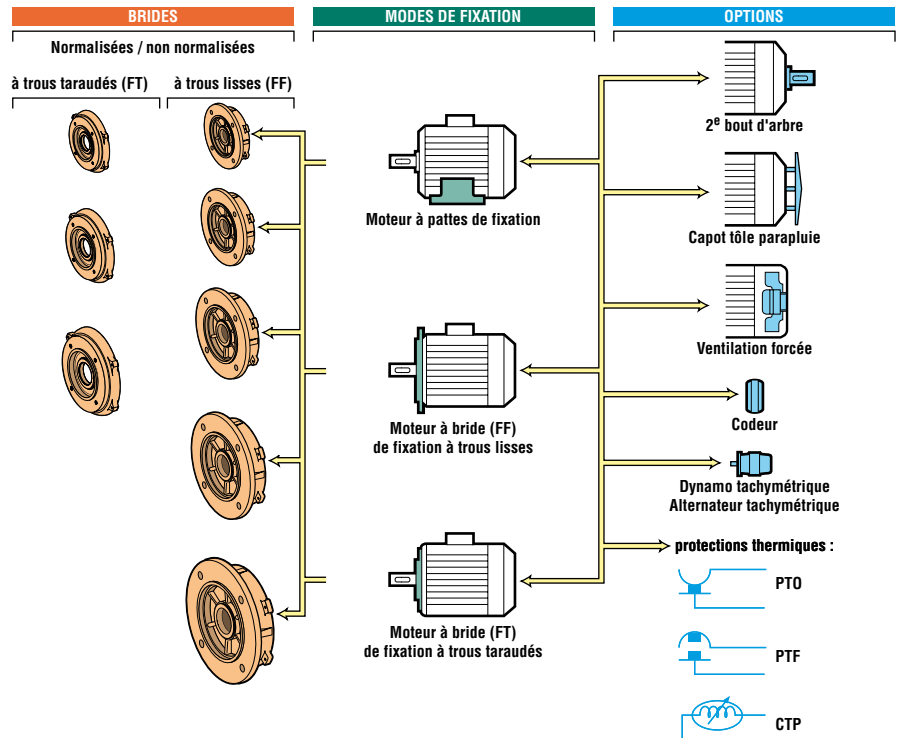 BRIDES
Normalisées / non normalisées
à trous taraudés (FT)
à trous lisses (FF)
MODES DE FIXATION
Moteur à pattes de fixation
Moteur à bride (FF)
de fixation à trous lisses
Moteur à bride (FT)
de fixation à trous taraudés
OPTIONS
2e bout d'arbre
Capot tôle parapluie
Ventilation forcée
Codeur
Dynamo tachymétrique
Alternateur tachymétrique
protections thermiques :
PTO
PTF
CTP